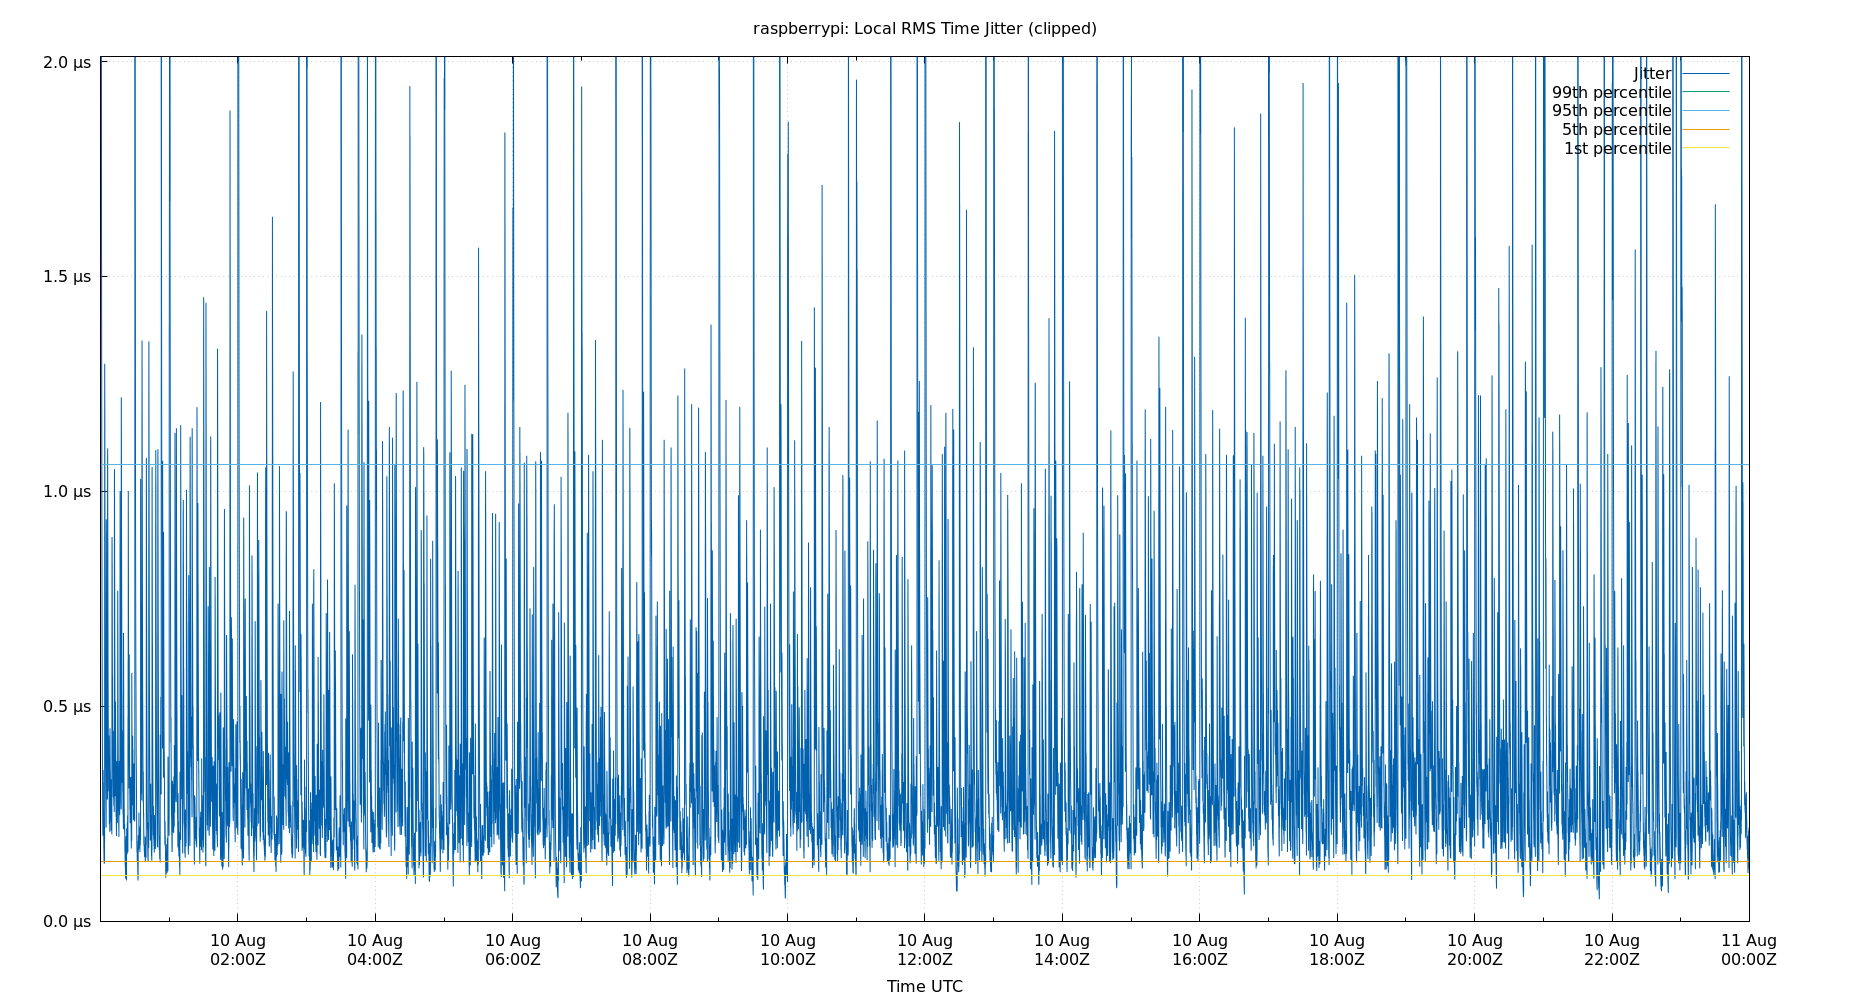 raspberrypi: Local RMS Time Jitter (clipped)
2.0 μs
1.5 μs
1.0 μs
0.5 μs
0.0 μs
Jitter
99th percentile
95th percentile
5th percentile
1st percentile
10 Aug 10 Aug 10 Aug 10 Aug 10 Aug 10 Aug 10 Aug 10 Aug 10 Aug 10 Aug 10 Aug 11 Aug
02:00Z 04:00Z 06:00Z 08:00Z 10:00Z 12:00Z 14:00Z 16:00Z 18:00Z 20:00Z 22:00Z 00:00Z
Time UTC